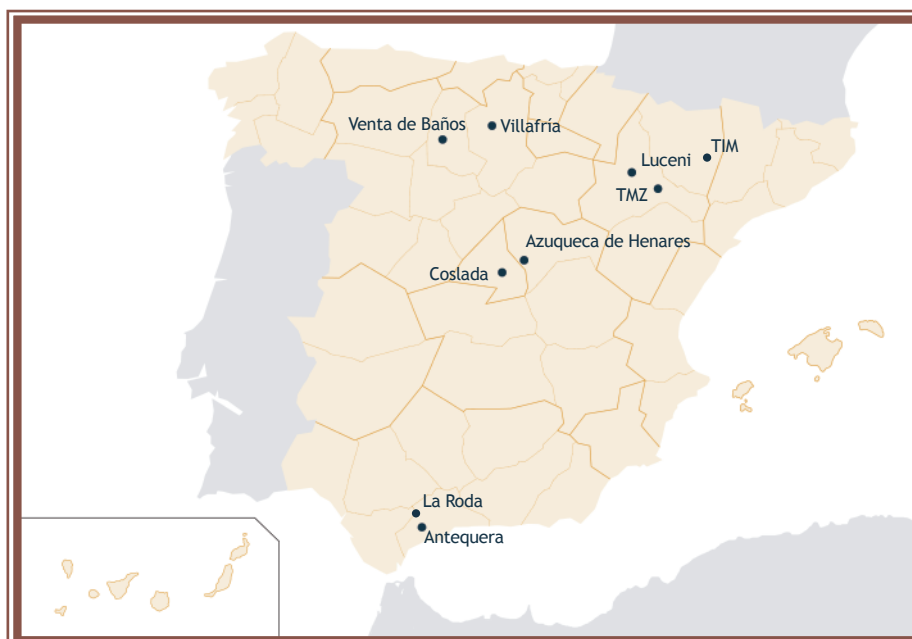 Venta de Baños
Villafría
TIM
Luceni
TMZ
Azuqueca de Henares
Coslada
La Roda
Antequera